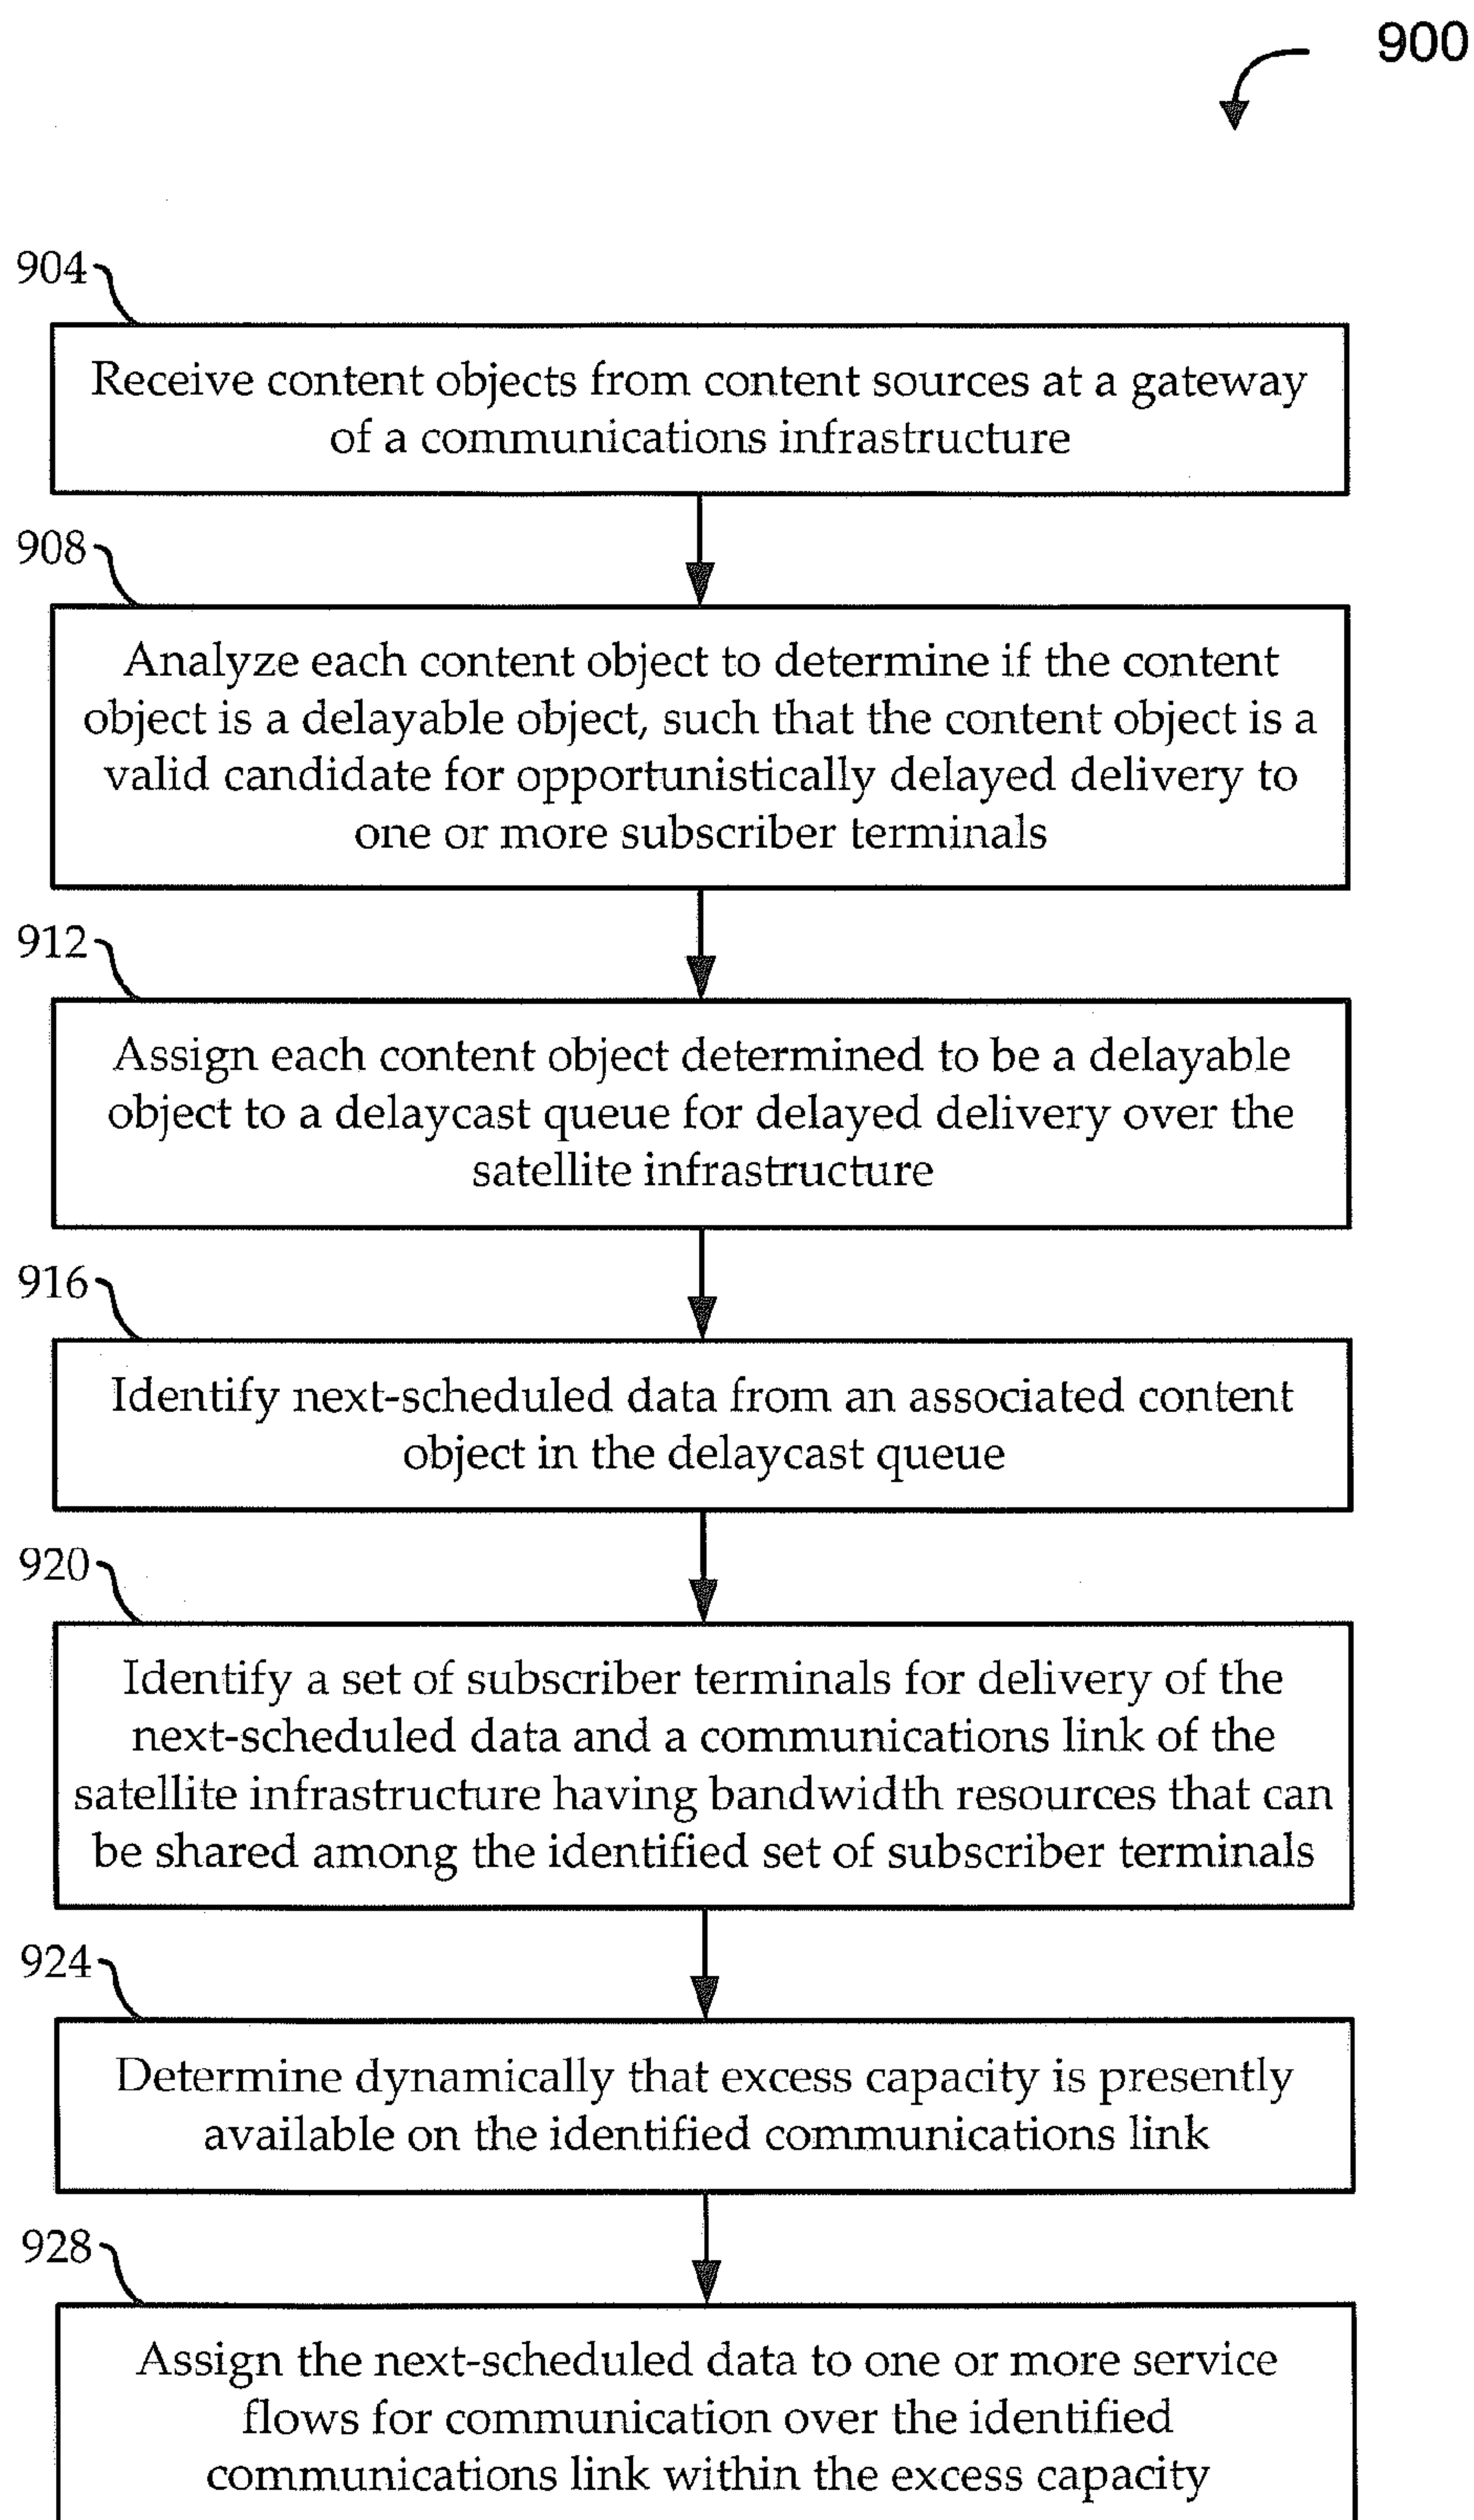 900
904
Receive content objects from content sources at a gateway
of a communications infrastructure
908
Analyze each content object to determine if the content
object is a delayable object, such that the content object is a
valid candidate for opportunistically delayed delivery to
one or more subscriber terminals
912
Assign each content object determined to be a delayable
object to a delaycast queue for delayed delivery over the
satellite infrastructure
916
Identify next-scheduled data from an associated content
object in the delaycast queue
920
Identify a set of subscriber terminals for delivery of the
next-scheduled data and a communications link of the
satellite infrastructure having bandwidth resources that can
be shared among the identified set of subscriber terminals
924
Determine dynamically that excess capacity is presently
available on the identified communications link
928
Assign the next-scheduled data to one or more service
flows for communication over the identified
communications link within the excess capacity